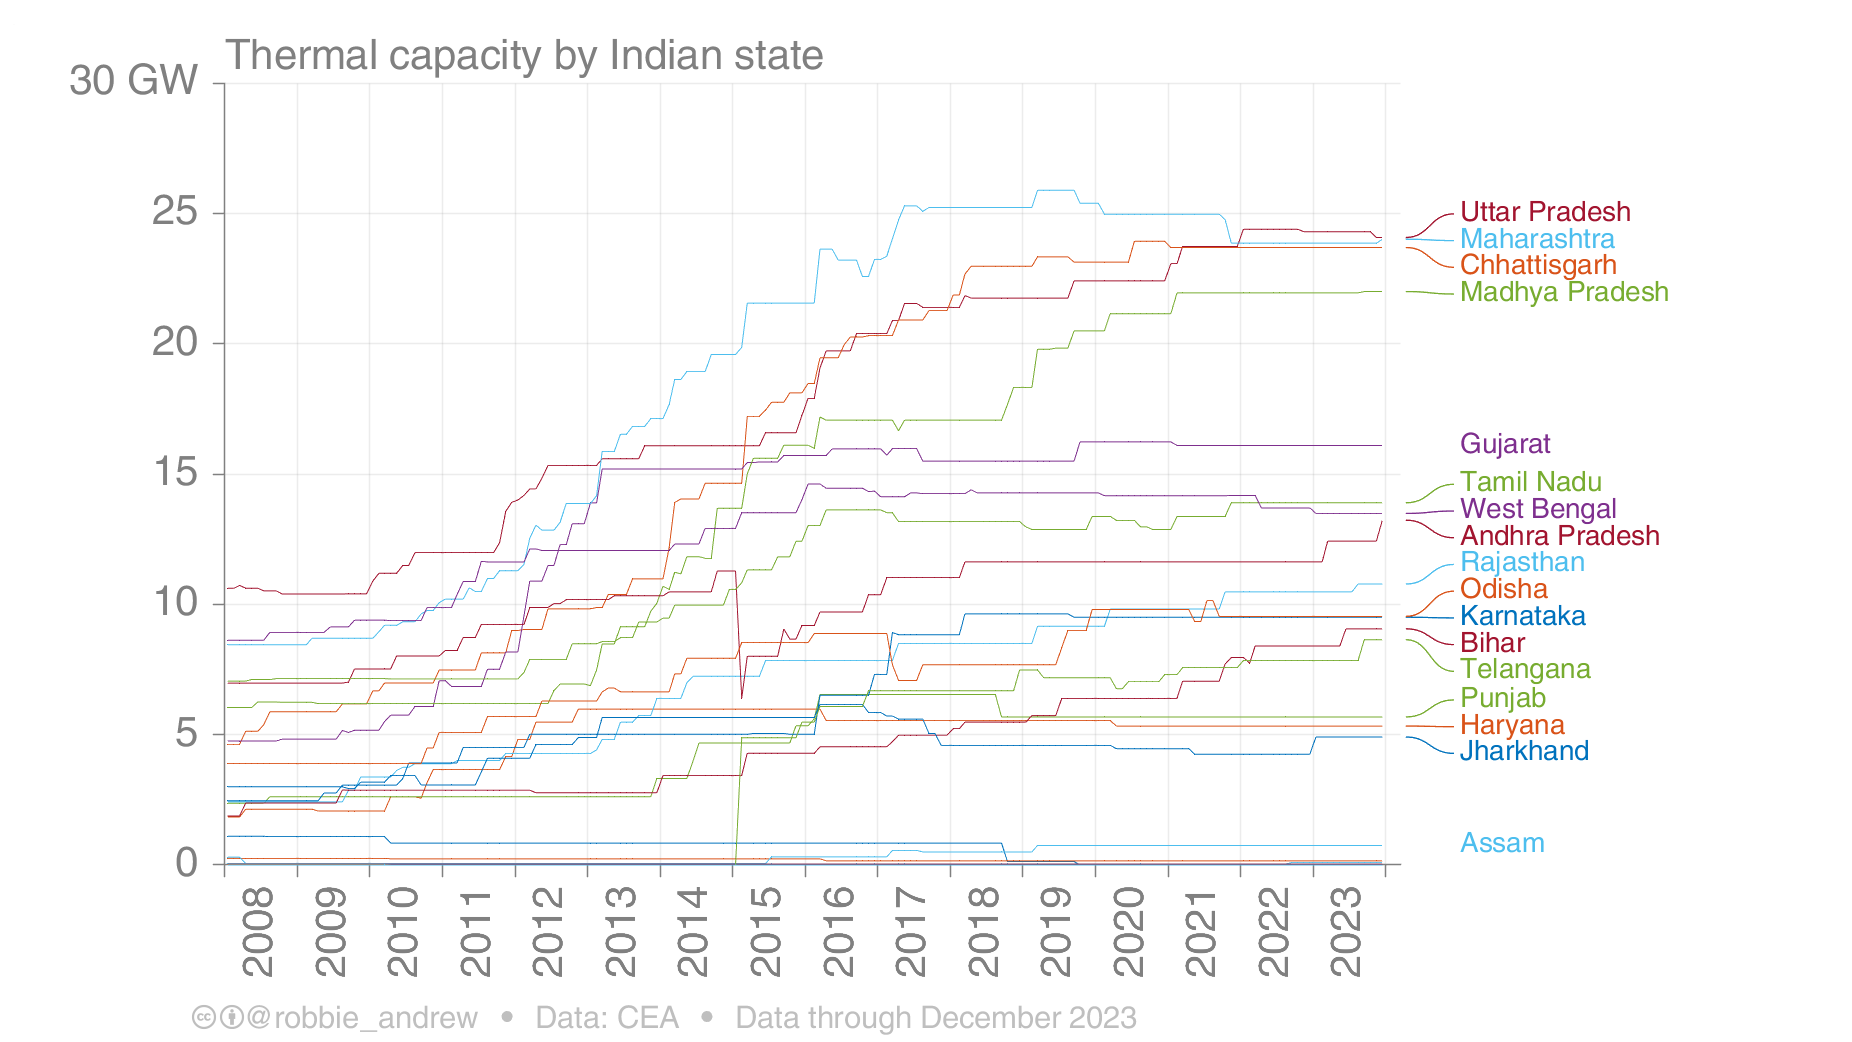 Thermal capacity by Indian state
30 GW
25
20
15
10
5
0
Uttar Pradesh
Maharashtra
Chhattisgarh
Madhya Pradesh
Gujarat
Tamil Nadu
West Bengal
Andhra Pradesh
Rajasthan
Odisha
Karnataka
Bihar
Telangana
Punjab
Haryana
Jharkhand
Assam
2008 2009 2010 2011 2012 2013 2014 2015 2016 2017 2018 2019 2020 2021 2022 2023
@robbie_andrew • Data: CEA • Data through December 2023